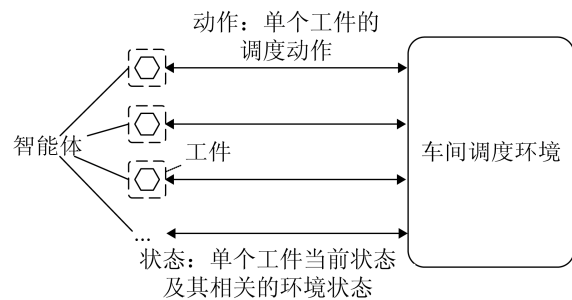 动作：单个工件的
调度动作
智能体
工件
车间调度环境
...
状态：单个工件当前状态
及其相关的环境状态